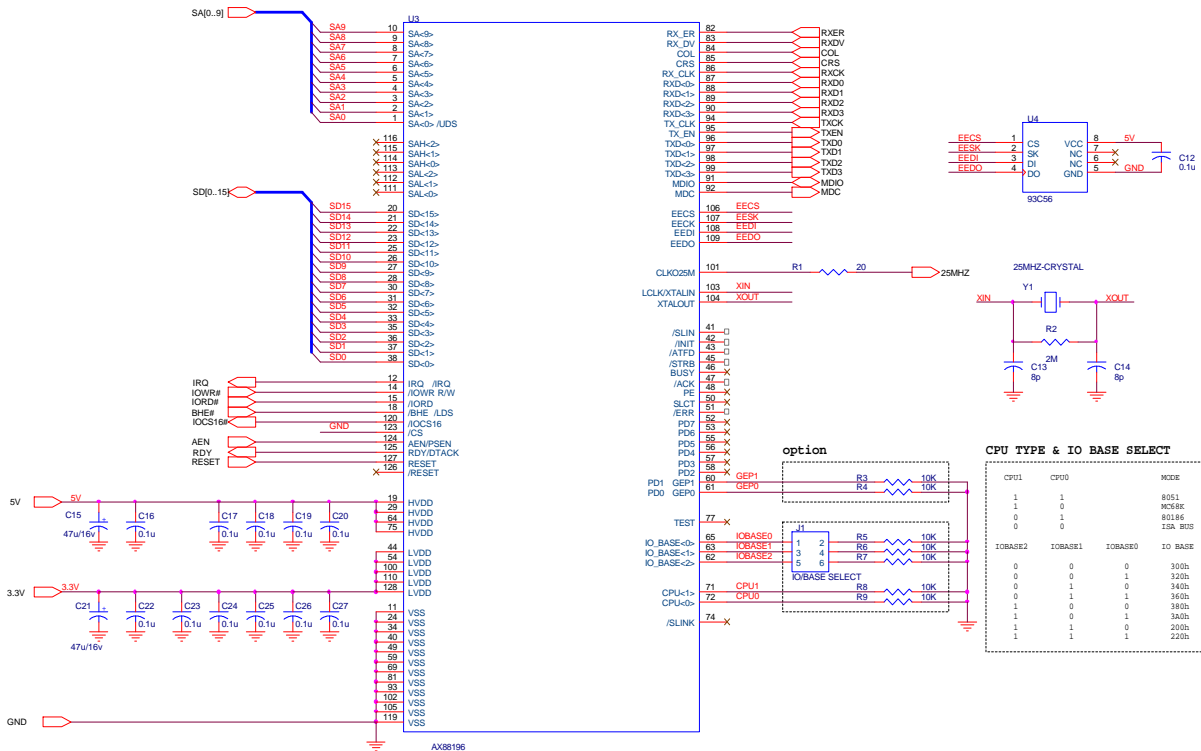 SA[0..9]
U3
SA9 10 SA<9>
SA8 9 SA<8>
SA7 8 SA<7>
SA6 7 SA<6>
SA5 6 SA<5>
SA4 5 SA<4>
SA3 4 SA<3>
SA2 3 SA<2>
SA1 2 SA<1>
SA0 1 SA<0> /UDS
116 SAH<2>
115 SAH<1>
114 SAH<0>
113 SAL<2>
112 SAL<1>
111 SAL<0>
SD[0..15]
SD15 20 SD<15>
SD14 21 SD<14>
SD13 22 SD<13>
SD12 23 SD<12>
SD11 25 SD<11>
SD10 26 SD<10>
SD9 27 SD<9>
SD8 28 SD<8>
SD7 30 SD<7>
SD6 31 SD<6>
SD5 32 SD<5>
SD4 33 SD<4>
SD3 35 SD<3>
SD2 36 SD<2>
SD1 37 SD<1>
SD0 38 SD<0>
IRQ 12 IRQ /IRQ
IOWR# 14 /IOWR R/W
IORD# 15 /IORD
BHE# 18 /BHE /LDS
IOCS16# 120 /IOCS16
GND 123 /CS
AEN 124 AEN/PSEN
RDY 125 RDY/DTACK
RESET 127 RESET
126 /RESET
5V 5V
19 HVDD
29 HVDD
64 HVDD
75 HVDD
C15 47u/16v
C16 0.1u
C17 0.1u
C18 0.1u
C19 0.1u
C20 0.1u
44 LVDD
54 LVDD
100 LVDD
110 LVDD
128 LVDD
3.3V 3.3V
C21 47u/16v
C22 0.1u
C23 0.1u
C24 0.1u
C25 0.1u
C26 0.1u
C27 0.1u
11 VSS
24 VSS
34 VSS
40 VSS
49 VSS
59 VSS
69 VSS
81 VSS
93 VSS
102 VSS
105 VSS
119 VSS
GND
AX88196
RX_ER 82 RXER
RX_DV 83 RXDV
COL 84 COL
CRS 85 CRS
RX_CLK 86 RXCK
RXD<0> 87 RXD0
RXD<1> 88 RXD1
RXD<2> 89 RXD2
RXD<3> 90 RXD3
TX_CLK 94 TXCK
TX_EN 95 TXEN
TXD<0> 96 TXD0
TXD<1> 97 TXD1
TXD<2> 98 TXD2
TXD<3> 99 TXD3
MDIO 91 MDIO
MDC 92 MDC
EECS 106 EECS
EECK 107 EESK
EEDI 108 EEDI
EEDO 109 EEDO
CLKO25M 101 R1 20 25MHZ
LCLK/XTALIN 103 XIN
XTALOUT 104 XOUT
/SLIN 41
/INIT 42
/ATFD 43
/STRB 45
BUSY 46
/ACK 47
PE 48
SLCT 50
/ERR 51
PD7 52
PD6 53
PD5 55
PD4 56
PD3 57
PD2 58
option
PD1 GEP1 60 GEP1 R3 10K
PD0 GEP0 61 GEP0 R4 10K
TEST 77
J1
IO_BASE<0> 65 IOBASE0 1 2 R5 10K
IO_BASE<1> 63 IOBASE1 3 4 R6 10K
IO_BASE<2> 62 IOBASE2 5 6 R7 10K
IO/BASE SELECT
CPU<1> 71 CPU1 R8 10K
CPU<0> 72 CPU0 R9 10K
/SLINK 74
U4
EECS 1 CS VCC 8 5V
EESK 2 SK NC 7
EEDI 3 DI NC 6
EEDO 4 DO GND 5 GND
93C56
C12
0.1u
25MHZ-CRYSTAL
XIN Y1 XOUT
R2
2M
C13 8p
C14 8p
CPU TYPE & IO BASE SELECT
CPU1 CPU0 MODE
1 1 8051
1 0 MC68K
0 1 80186
0 0 ISA BUS
IOBASE2 IOBASE1 IOBASE0 IO BASE
0 0 0 300h
0 0 1 320h
0 1 0 340h
0 1 1 360h
1 0 0 380h
1 0 1 3A0h
1 1 0 200h
1 1 1 220h